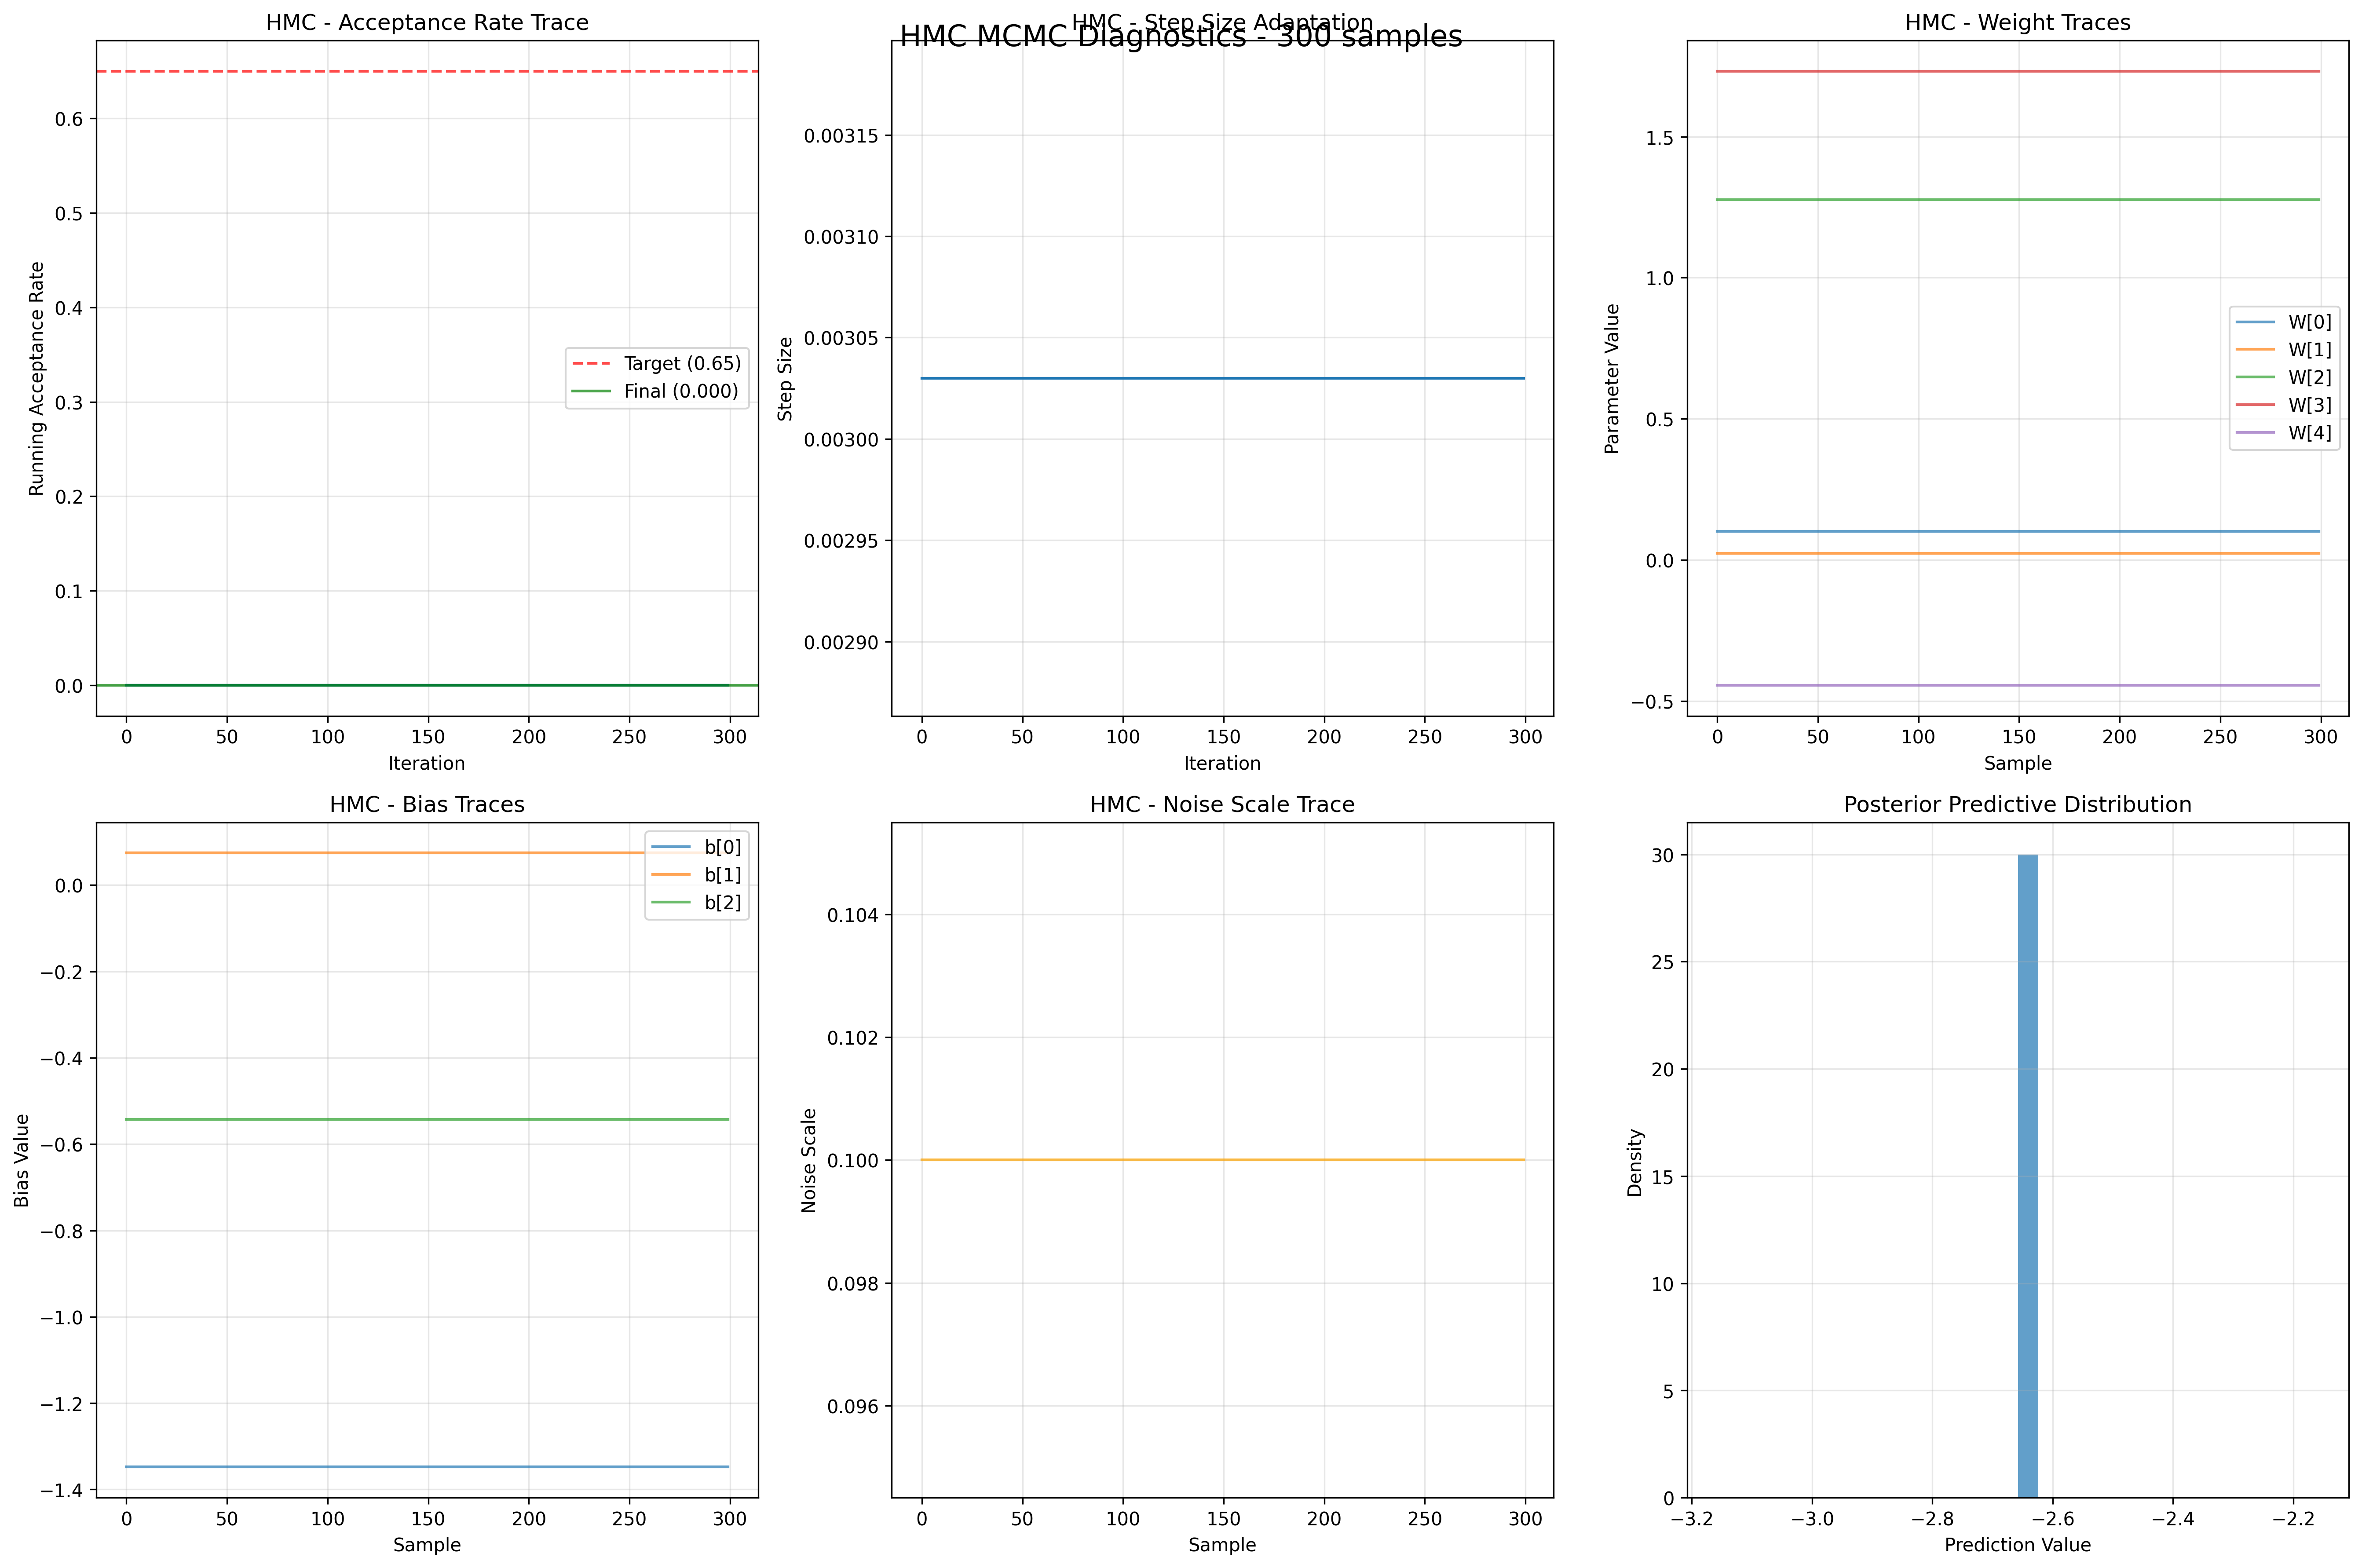 HMC MCMC Diagnostics - 300 samples
HMC - Acceptance Rate Trace
Running Acceptance Rate
0.6
0.5
0.4
0.3
0.2
0.1
0.0
Target (0.65)
Final (0.000)
0 50 100 150 200 250 300
Iteration
HMC - Step Size Adaptation
Step Size
0.00315
0.00310
0.00305
0.00300
0.00295
0.00290
0 50 100 150 200 250 300
Iteration
HMC - Weight Traces
Parameter Value
1.5
1.0
0.5
0.0
−0.5
W[0]
W[1]
W[2]
W[3]
W[4]
0 50 100 150 200 250 300
Sample
HMC - Bias Traces
Bias Value
0.0
−0.2
−0.4
−0.6
−0.8
−1.0
−1.2
−1.4
b[0]
b[1]
b[2]
0 50 100 150 200 250 300
Sample
HMC - Noise Scale Trace
Noise Scale
0.104
0.102
0.100
0.098
0.096
0 50 100 150 200 250 300
Sample
Posterior Predictive Distribution
Density
30
25
20
15
10
5
0
−3.2 −3.0 −2.8 −2.6 −2.4 −2.2
Prediction Value